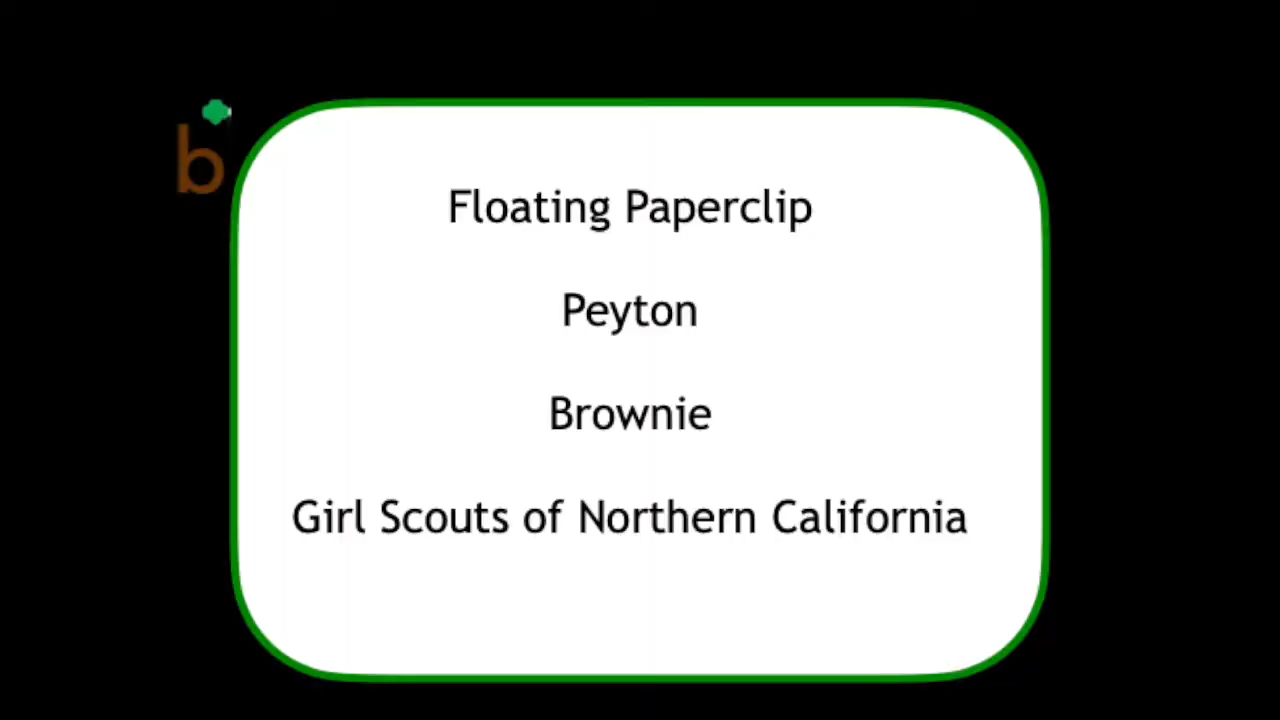 b
Floating Paperclip
Peyton
Brownie
Girl Scouts of Northern California